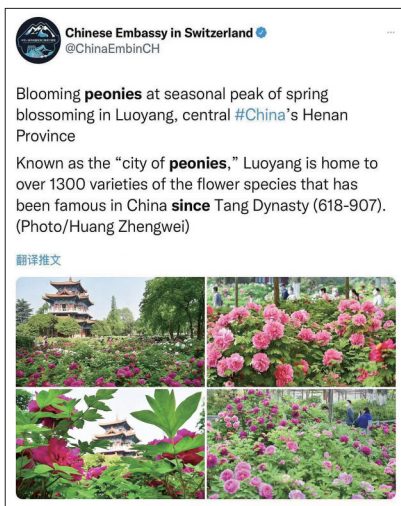 Chinese Embassy in Switzerland
@ChinaEmbinCH
Blooming peonies at seasonal peak of spring
blossoming in Luoyang, central #China's Henan
Province
Known as the “city of peonies,” Luoyang is home to
over 1300 varieties of the flower species that has
been famous in China since Tang Dynasty (618-907).
(Photo/Huang Zhengwei)
翻译推文